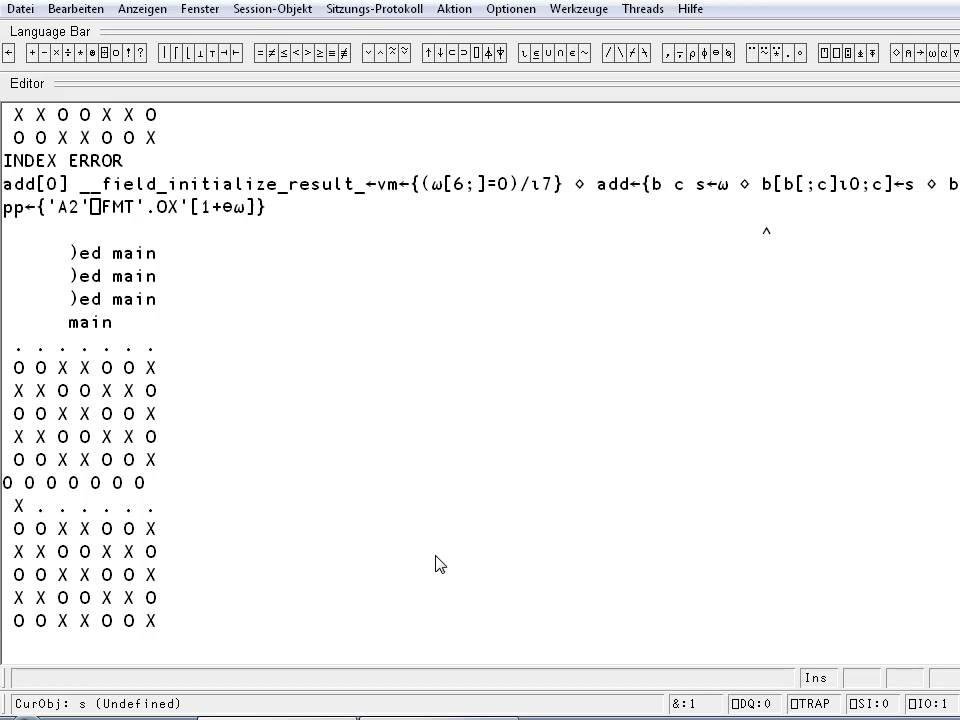 Datei Bearbeiten Anzeigen Fenster Session-Objekt Sitzungs-Protokoll Aktion Optionen Werkzeuge Threads Hilfe
Language Bar
Editor
X X O O X X O
O O X X O O X
INDEX ERROR
add[0] __field_initialize_result_←vm←{(⍵[6;]=0)/⍳7} ⋄ add←{b c s←⍵ ⋄ b[b[;c]⍳0;c]←s ⋄ b
pp←{'A2'⎕FMT'.OX'[1+⊖⍵]}
^
)ed main
)ed main
)ed main
main
. . . . . . .
O O X X O O X
X X O O X X O
O O X X O O X
X X O O X X O
O O X X O O X
0 0 0 0 0 0 0
X . . . . . .
O O X X O O X
X X O O X X O
O O X X O O X
X X O O X X O
O O X X O O X
Ins
CurObj: s (Undefined) &:1 ⎕DQ:0 ⎕TRAP ⎕SI:0 ⎕IO:1